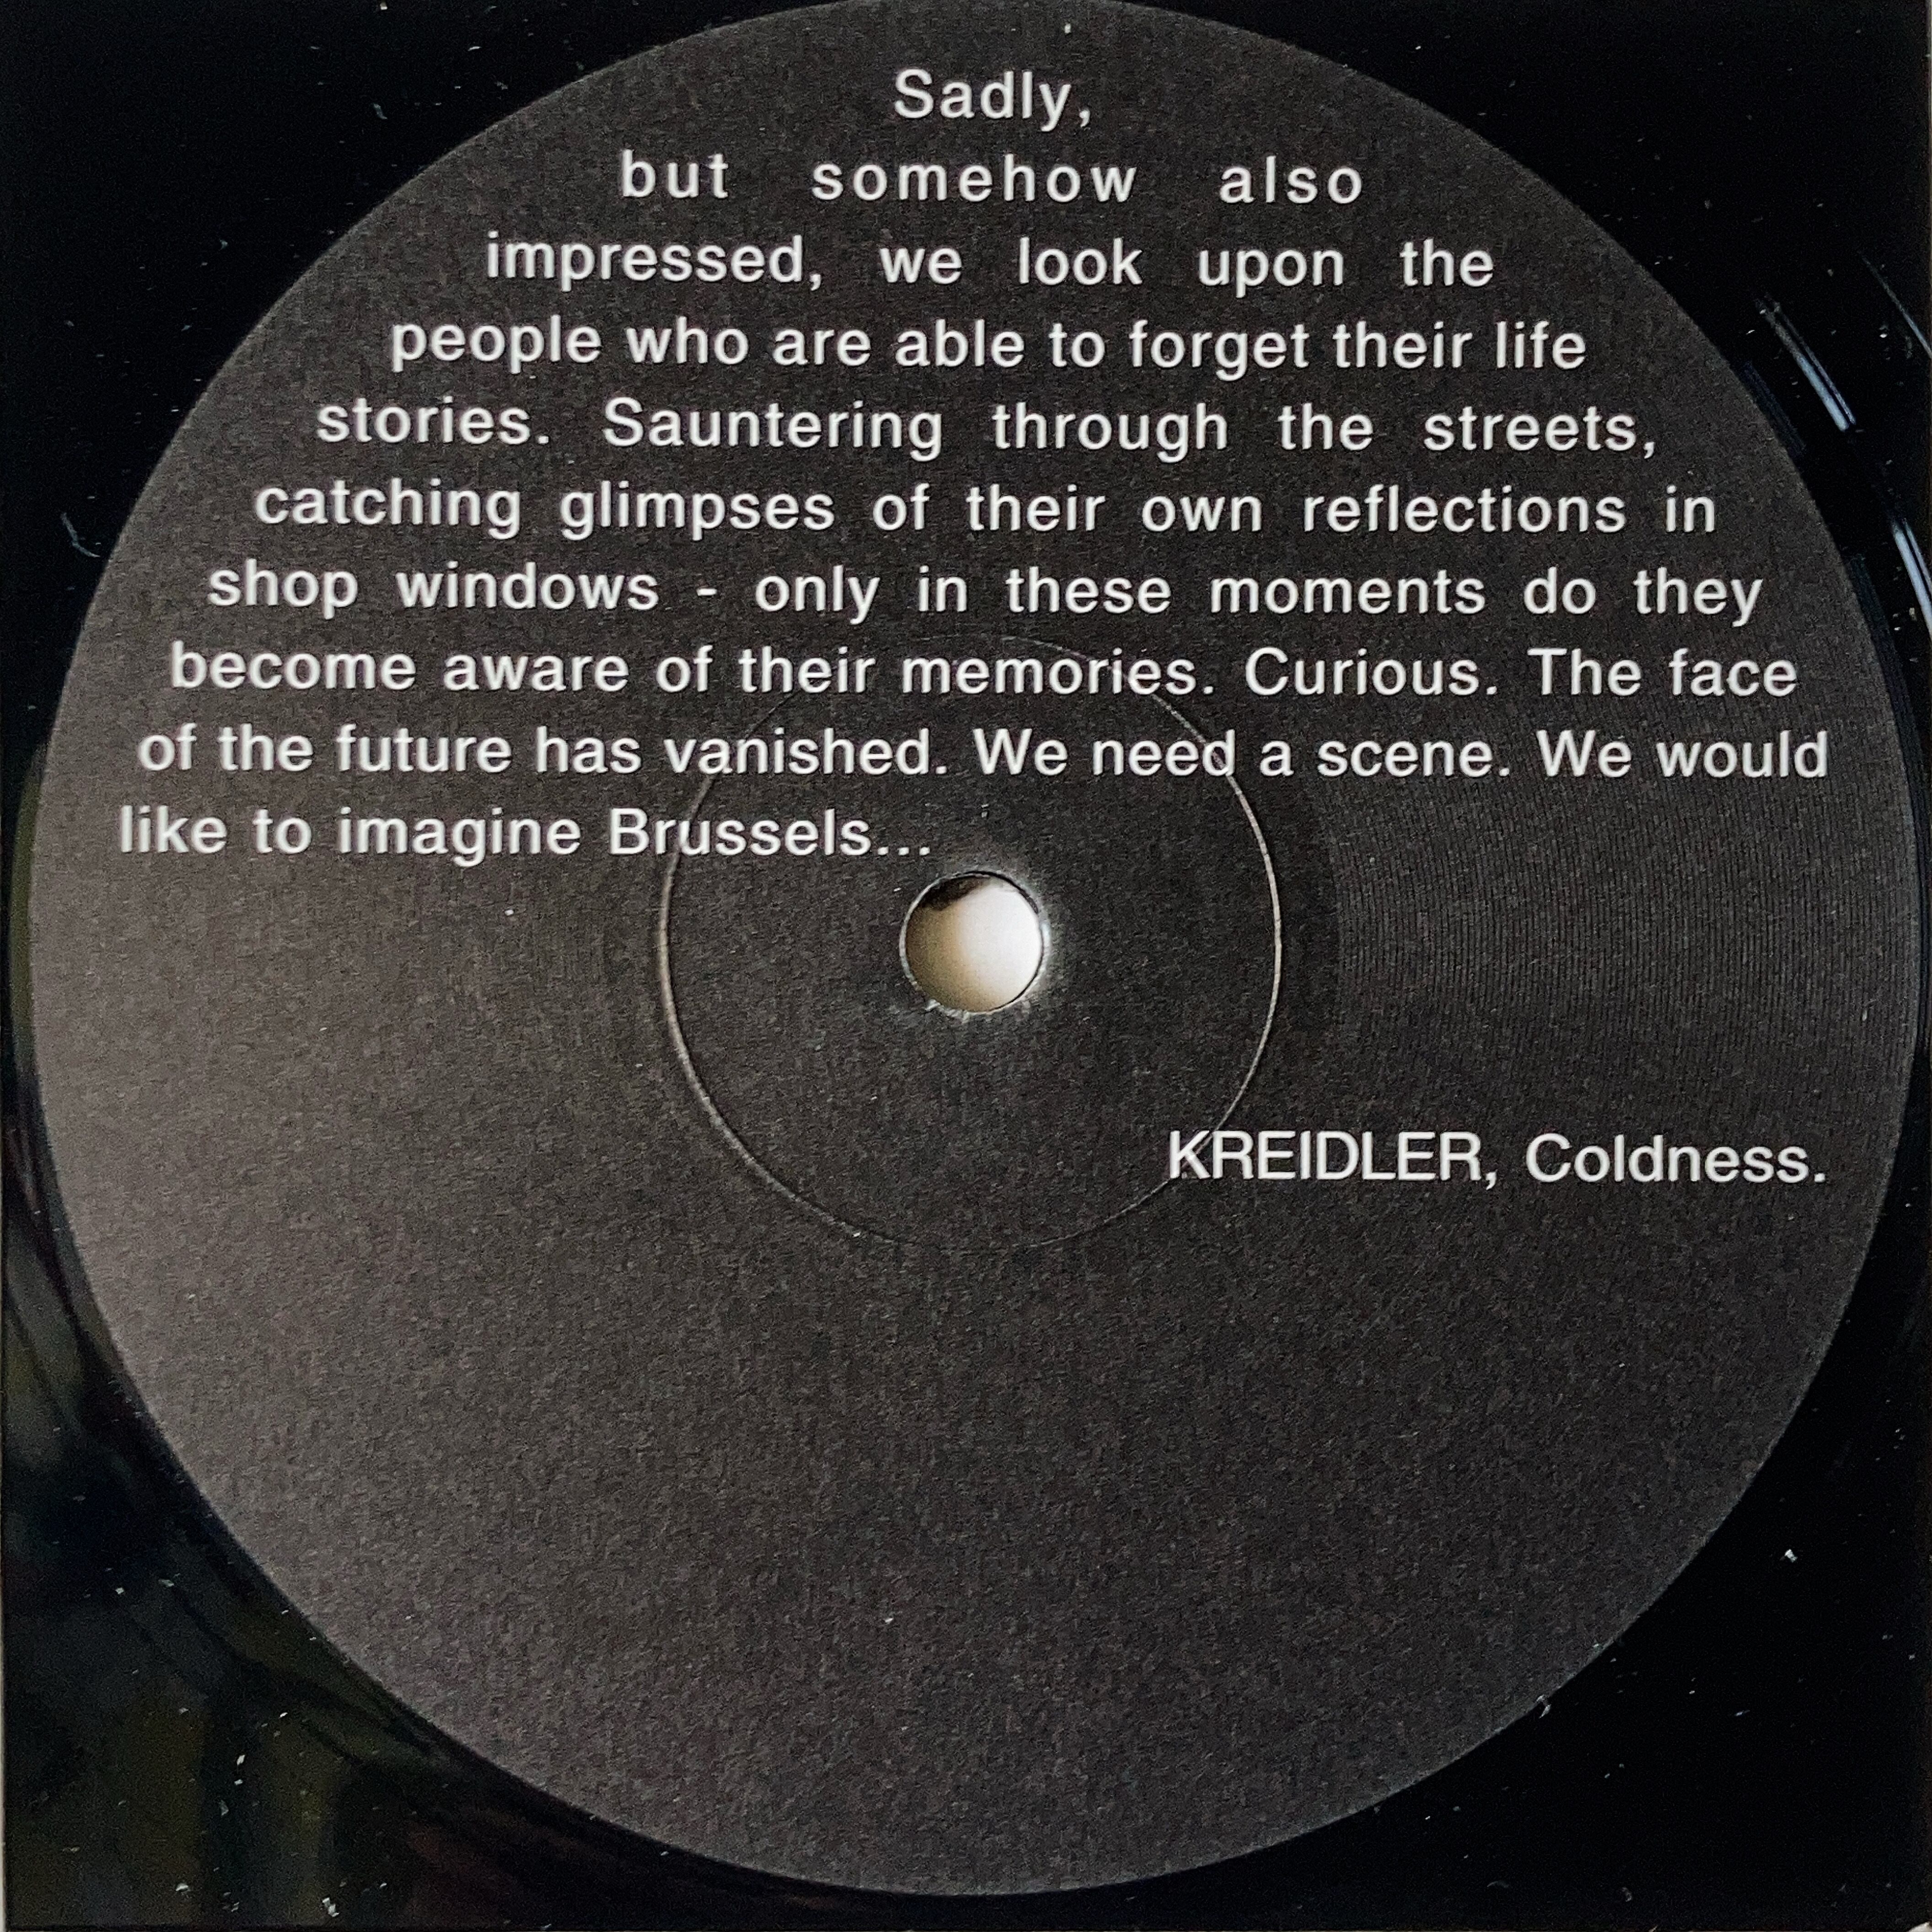 Sadly,
but somehow also
impressed, we look upon the
people who are able to forget their life
stories. Sauntering through the streets,
catching glimpses of their own reflections in
shop windows - only in these moments do they
become aware of their memories. Curious. The face
of the future has vanished. We need a scene. We would
like to imagine Brussels...
KREIDLER, Coldness.